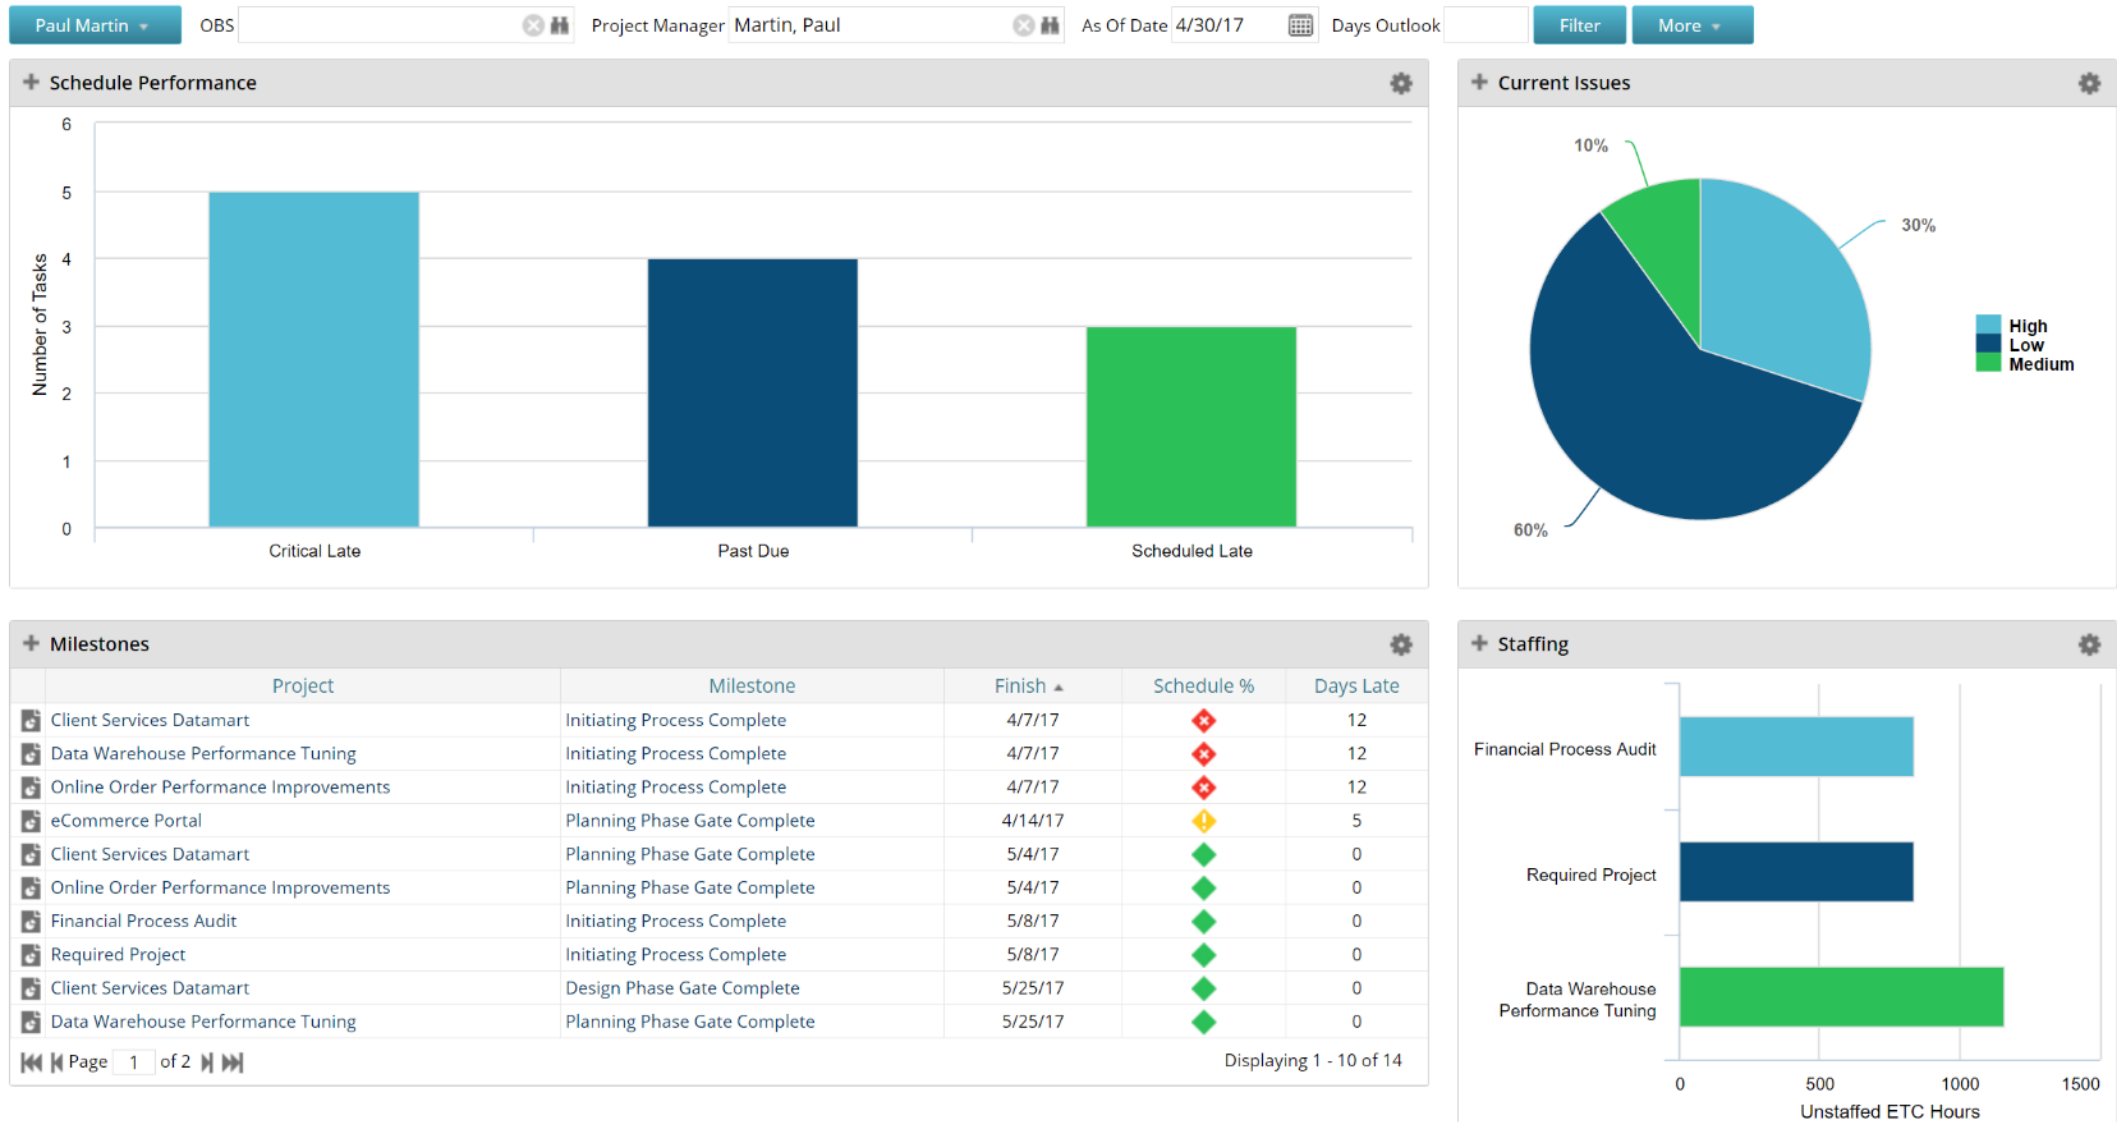 Paul Martin OBS Project Manager Martin, Paul As Of Date 4/30/17 Days Outlook Filter More
Schedule Performance
6
5
4
3
2
1
0
Number of Tasks
Critical Late Past Due Scheduled Late
Current Issues
10%
30%
60%
High
Low
Medium
Milestones
Project Milestone Finish Schedule % Days Late
Client Services Datamart Initiating Process Complete 4/7/17 12
Data Warehouse Performance Tuning Initiating Process Complete 4/7/17 12
Online Order Performance Improvements Initiating Process Complete 4/7/17 12
eCommerce Portal Planning Phase Gate Complete 4/14/17 5
Client Services Datamart Planning Phase Gate Complete 5/4/17 0
Online Order Performance Improvements Planning Phase Gate Complete 5/4/17 0
Financial Process Audit Initiating Process Complete 5/8/17 0
Required Project Initiating Process Complete 5/8/17 0
Client Services Datamart Design Phase Gate Complete 5/25/17 0
Data Warehouse Performance Tuning Planning Phase Gate Complete 5/25/17 0
Page 1 of 2 Displaying 1 - 10 of 14
Staffing
Financial Process Audit
Required Project
Data Warehouse
Performance Tuning
0 500 1000 1500
Unstaffed ETC Hours